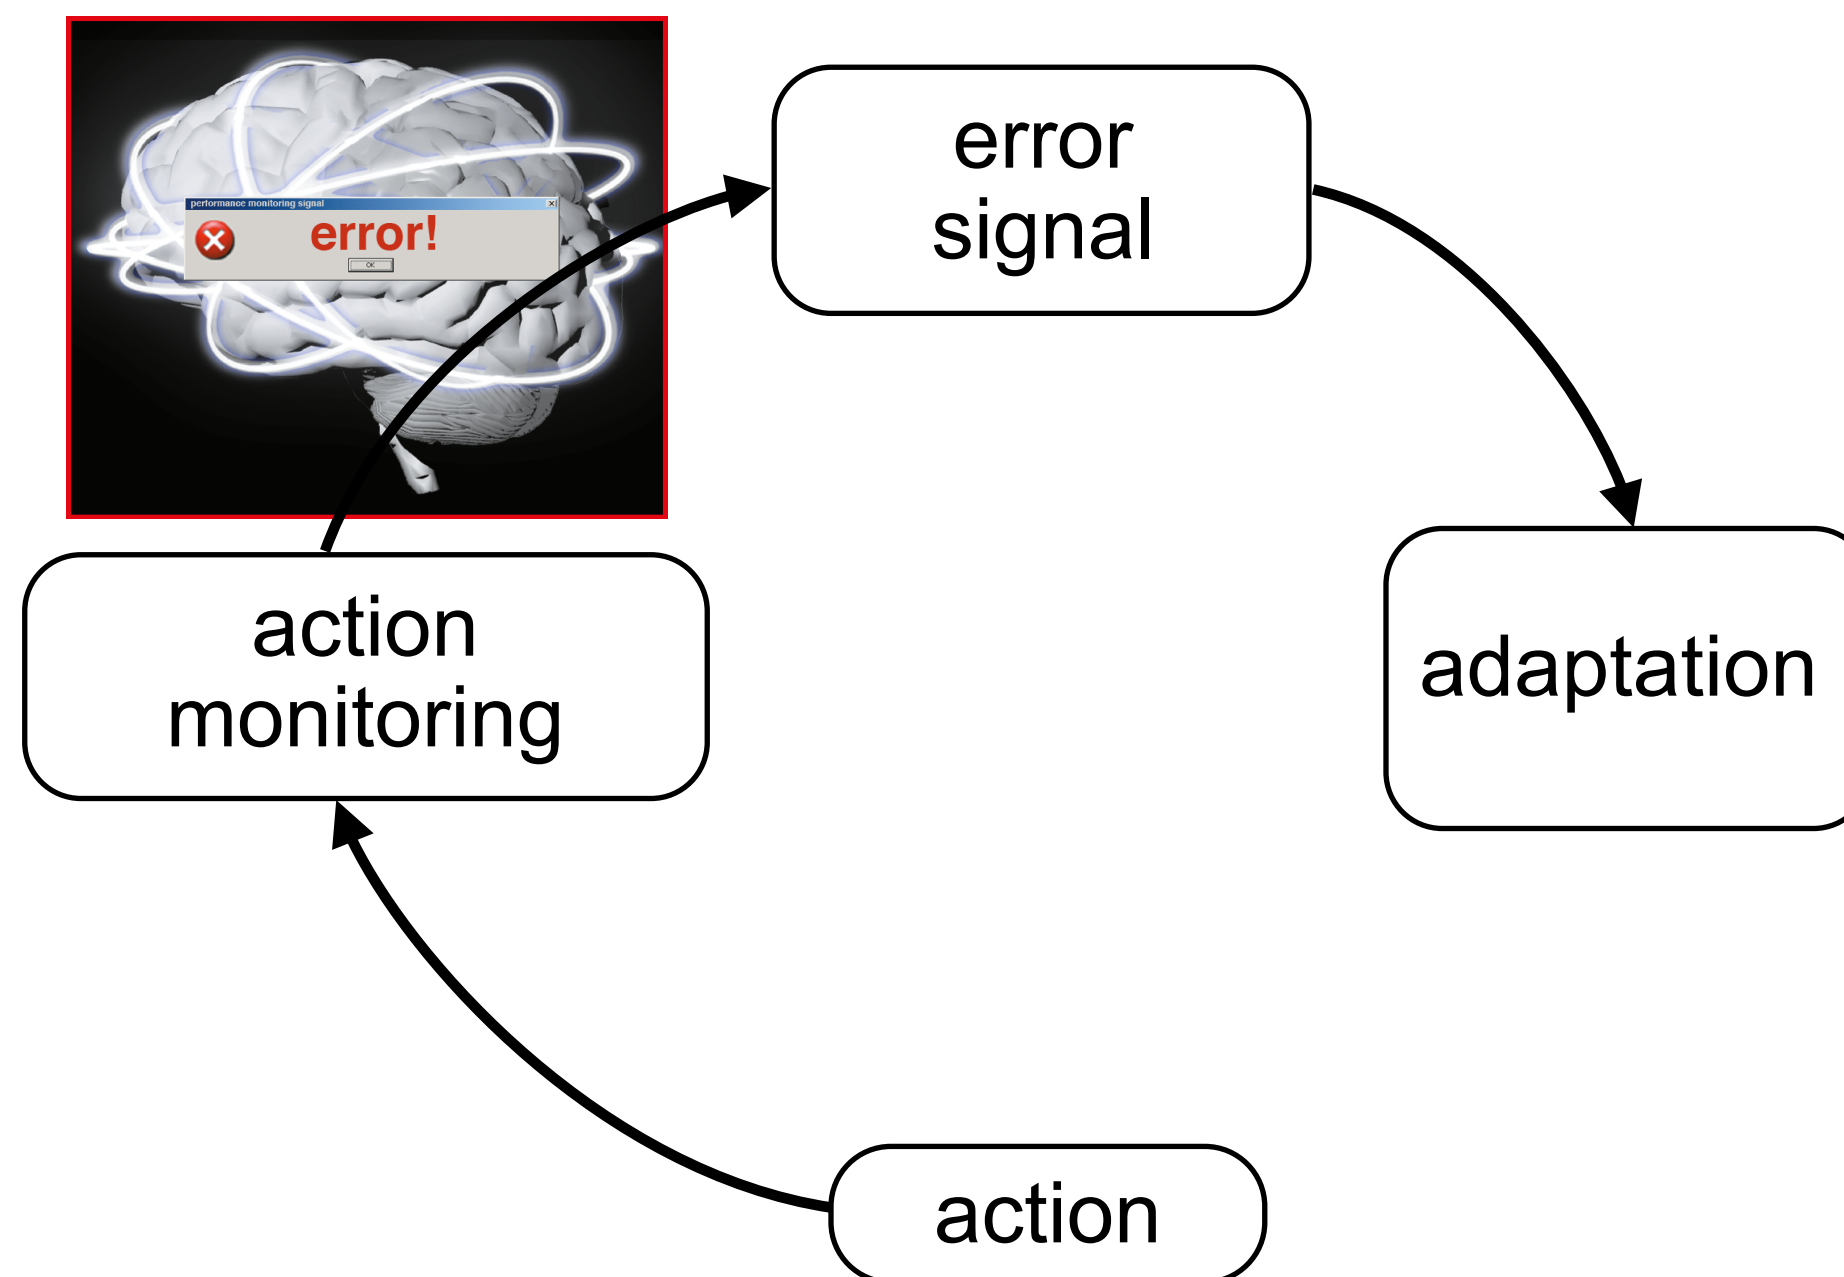 performance monitoring signal
error!
OK
error
signal
action
monitoring
adaptation
action